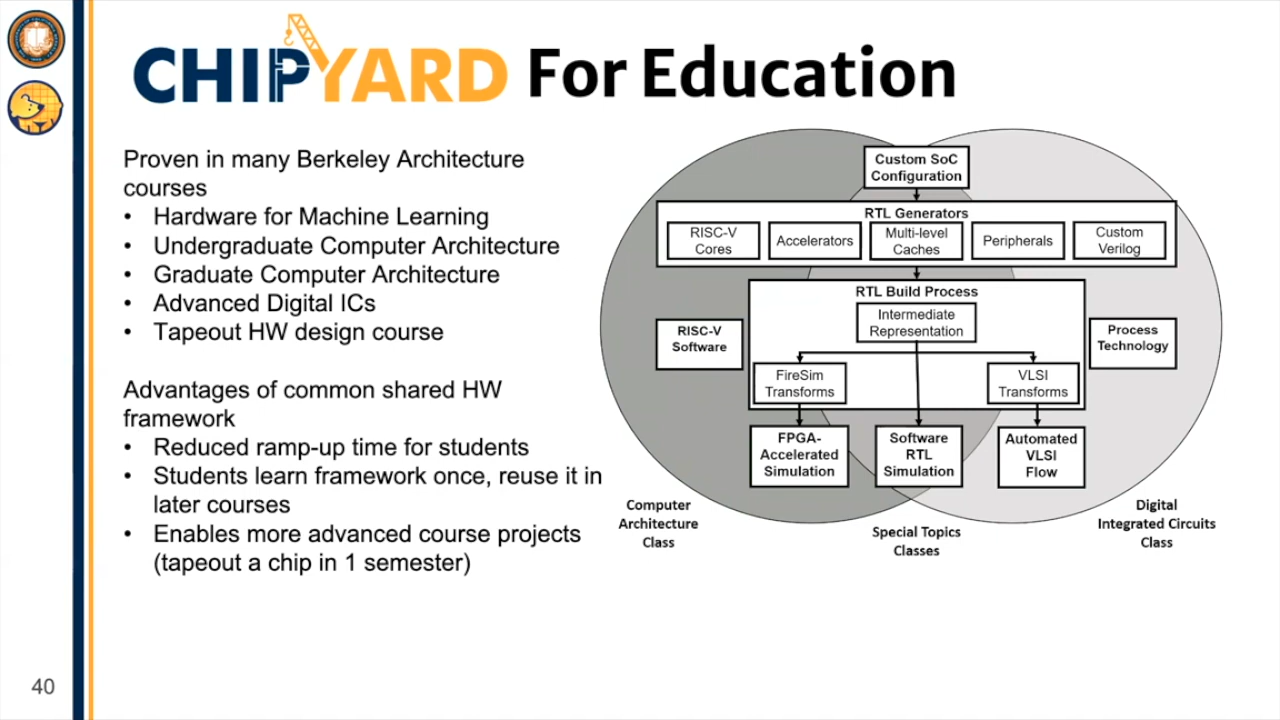 CHIPYARD For Education
Proven in many Berkeley Architecture
courses
• Hardware for Machine Learning
• Undergraduate Computer Architecture
• Graduate Computer Architecture
• Advanced Digital ICs
• Tapeout HW design course
Advantages of common shared HW
framework
• Reduced ramp-up time for students
• Students learn framework once, reuse it in
later courses
• Enables more advanced course projects
(tapeout a chip in 1 semester)
Custom SoC
Configuration
RTL Generators
RISC-V
Cores
Accelerators
Multi-level
Caches
Peripherals
Custom
Verilog
RTL Build Process
Intermediate
Representation
RISC-V
Software
Process
Technology
FireSim
Transforms
VLSI
Transforms
FPGA-
Accelerated
Simulation
Software
RTL
Simulation
Automated
VLSI
Flow
Computer
Architecture
Class
Special Topics
Classes
Digital
Integrated Circuits
Class
40